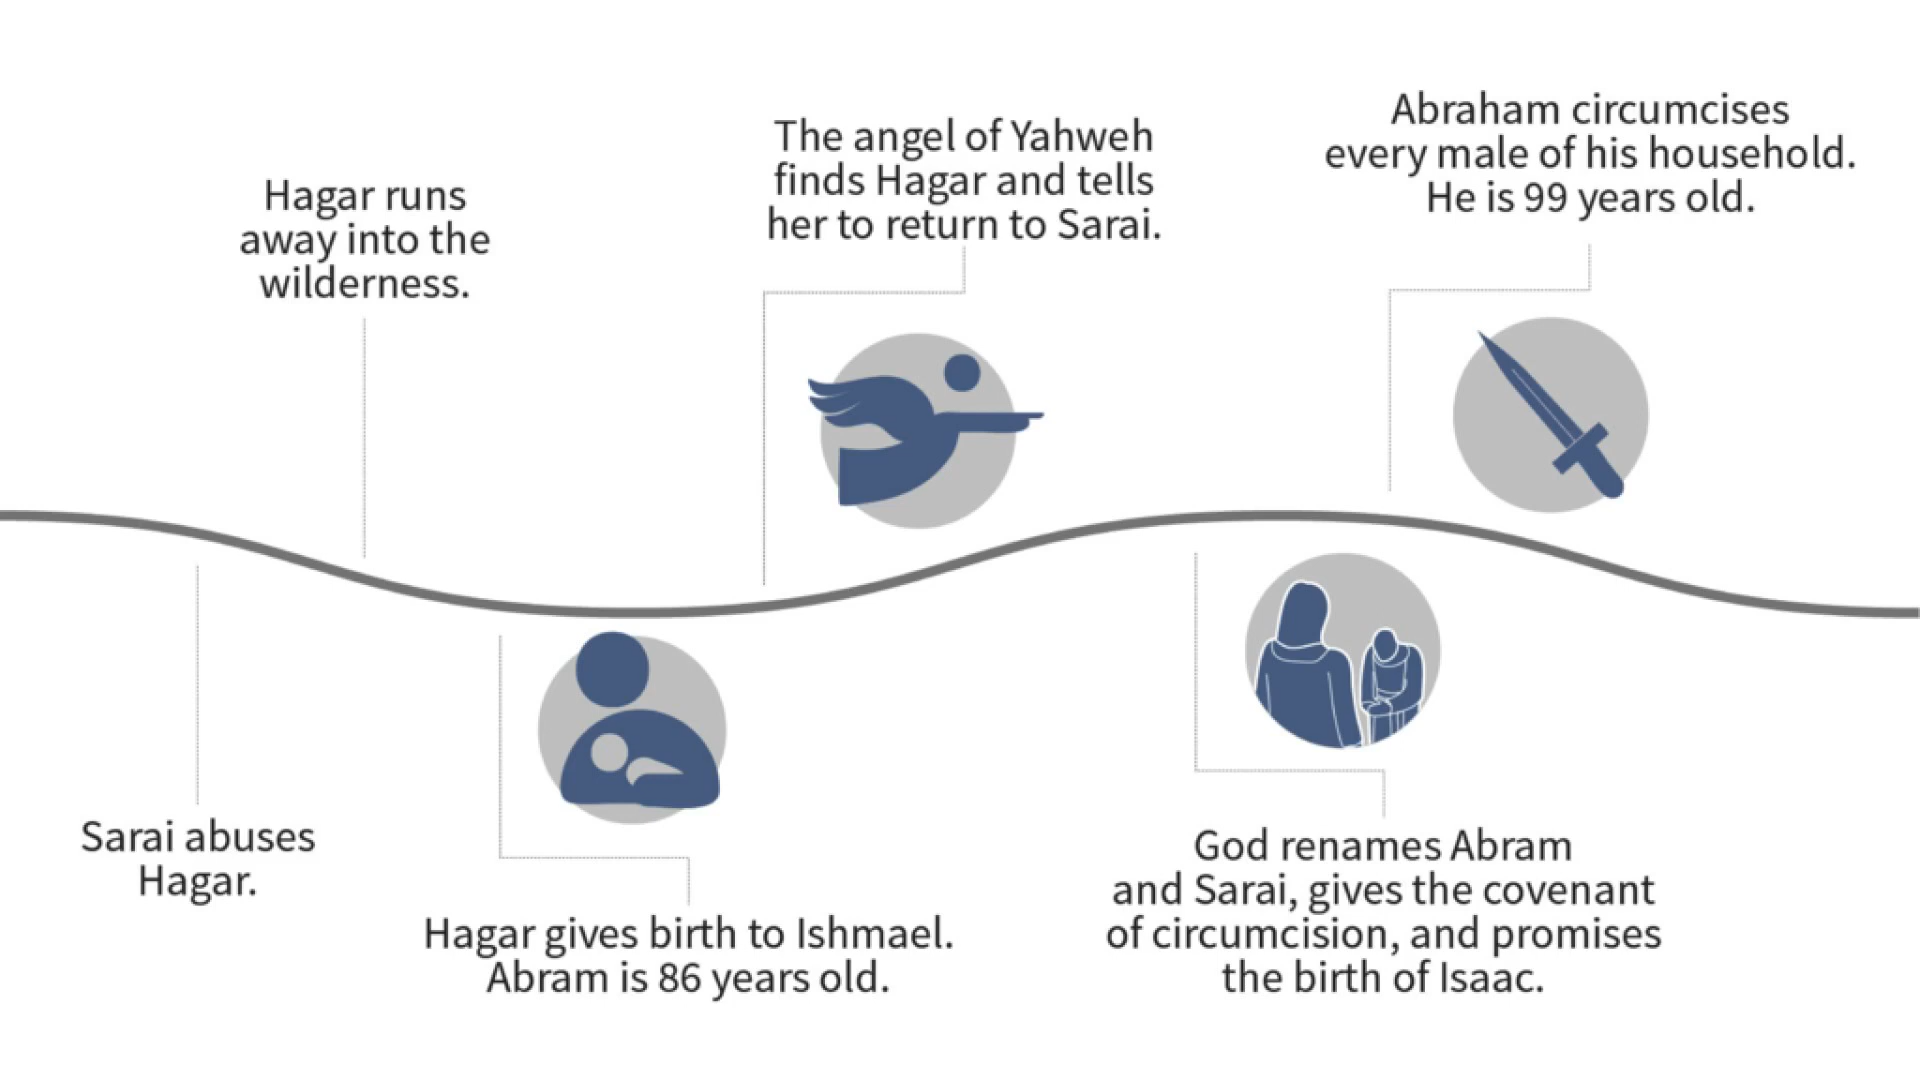 Hagar runs
away into the
wilderness.
The angel of Yahweh
finds Hagar and tells
her to return to Sarai.
Abraham circumcises
every male of his household.
He is 99 years old.
Sarai abuses
Hagar.
Hagar gives birth to Ishmael.
Abram is 86 years old.
God renames Abram
and Sarai, gives the covenant
of circumcision, and promises
the birth of Isaac.